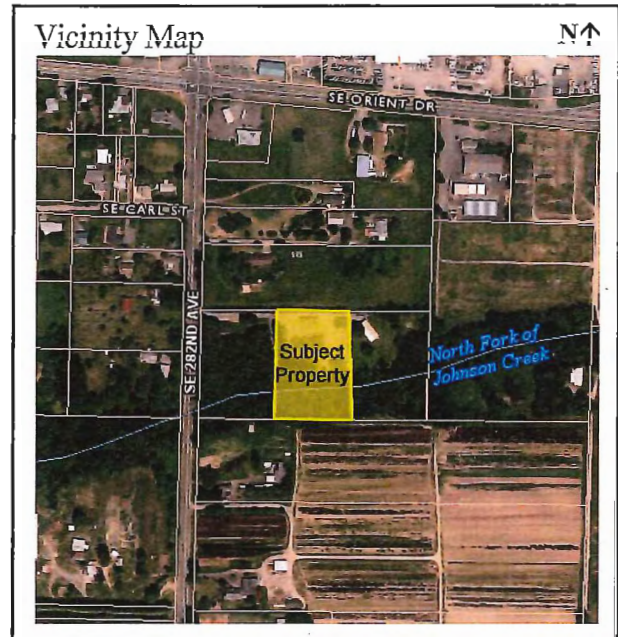 Vicinity Map
N↑
SE ORIENT DR
SE CARL ST
SE 282ND AVE
Subject
Property
North Fork of
Johnson Creek